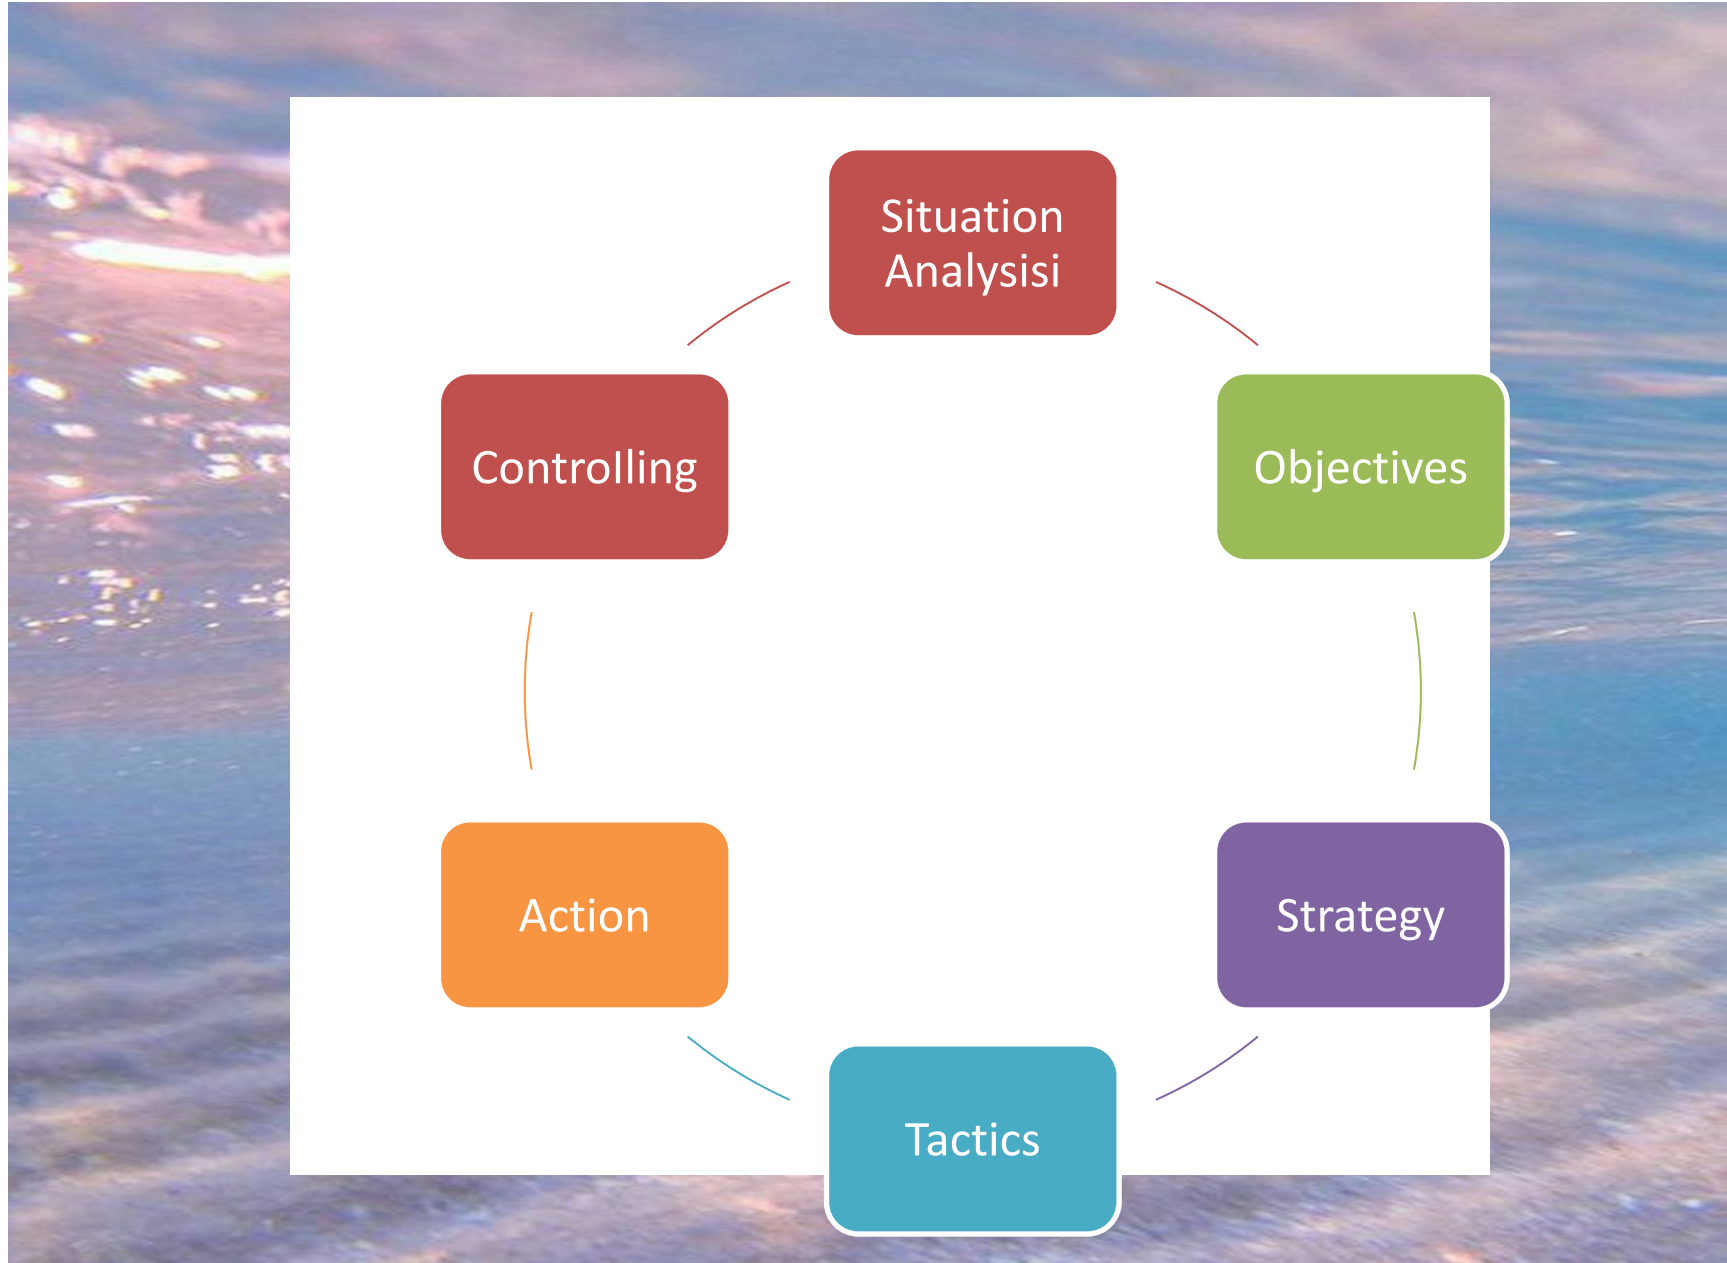 Situation
Analysisi
Objectives
Strategy
Tactics
Action
Controlling